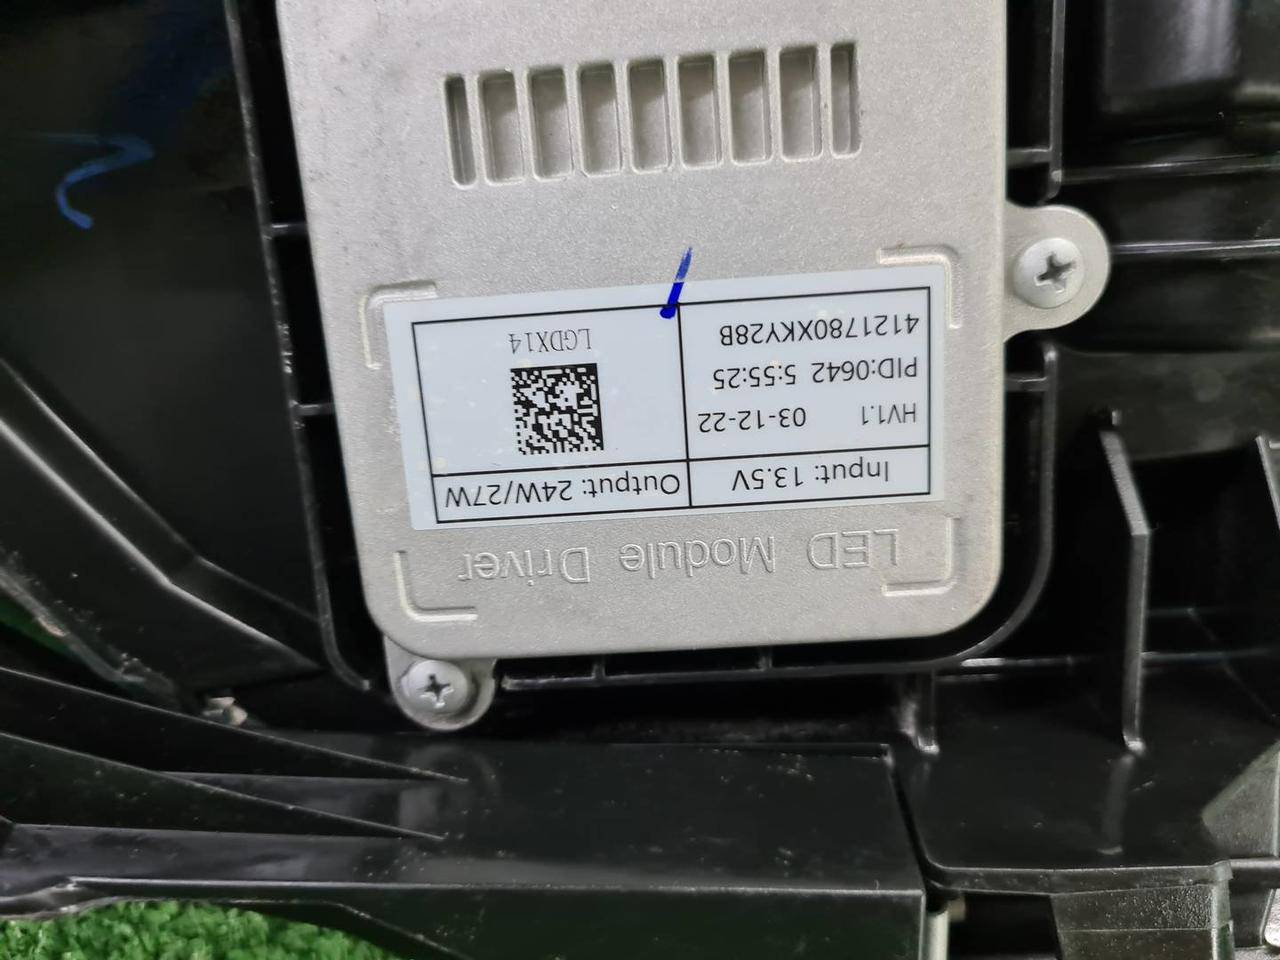 LED Module Driver
Input: 13.5V
Output: 24W/27W
HV1.1 03-12-22
PID:0642 5:55:25
4121780XKY28B
LGDX14